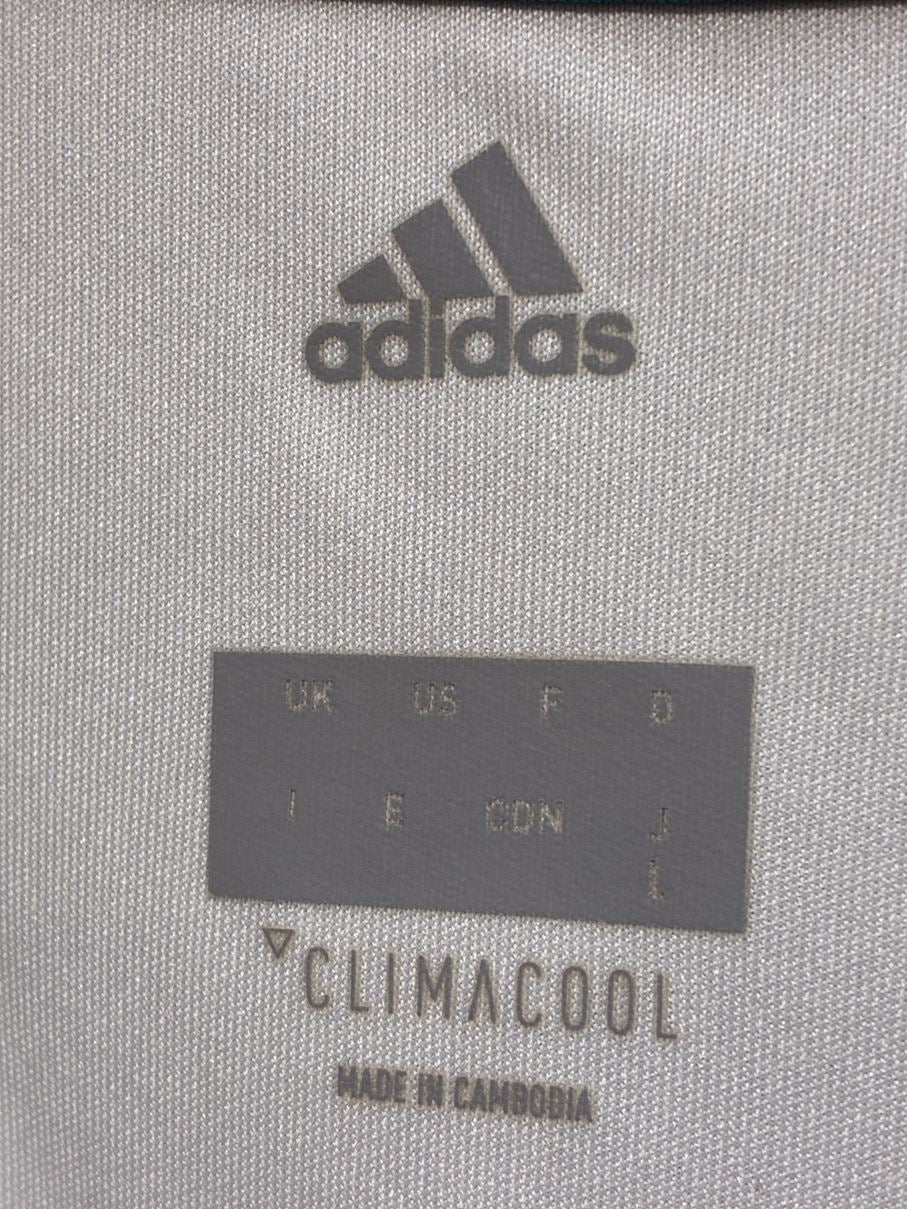 adidas
UK US F D
I E CDN J
L
CLIMACOOL
MADE IN CAMBODIA